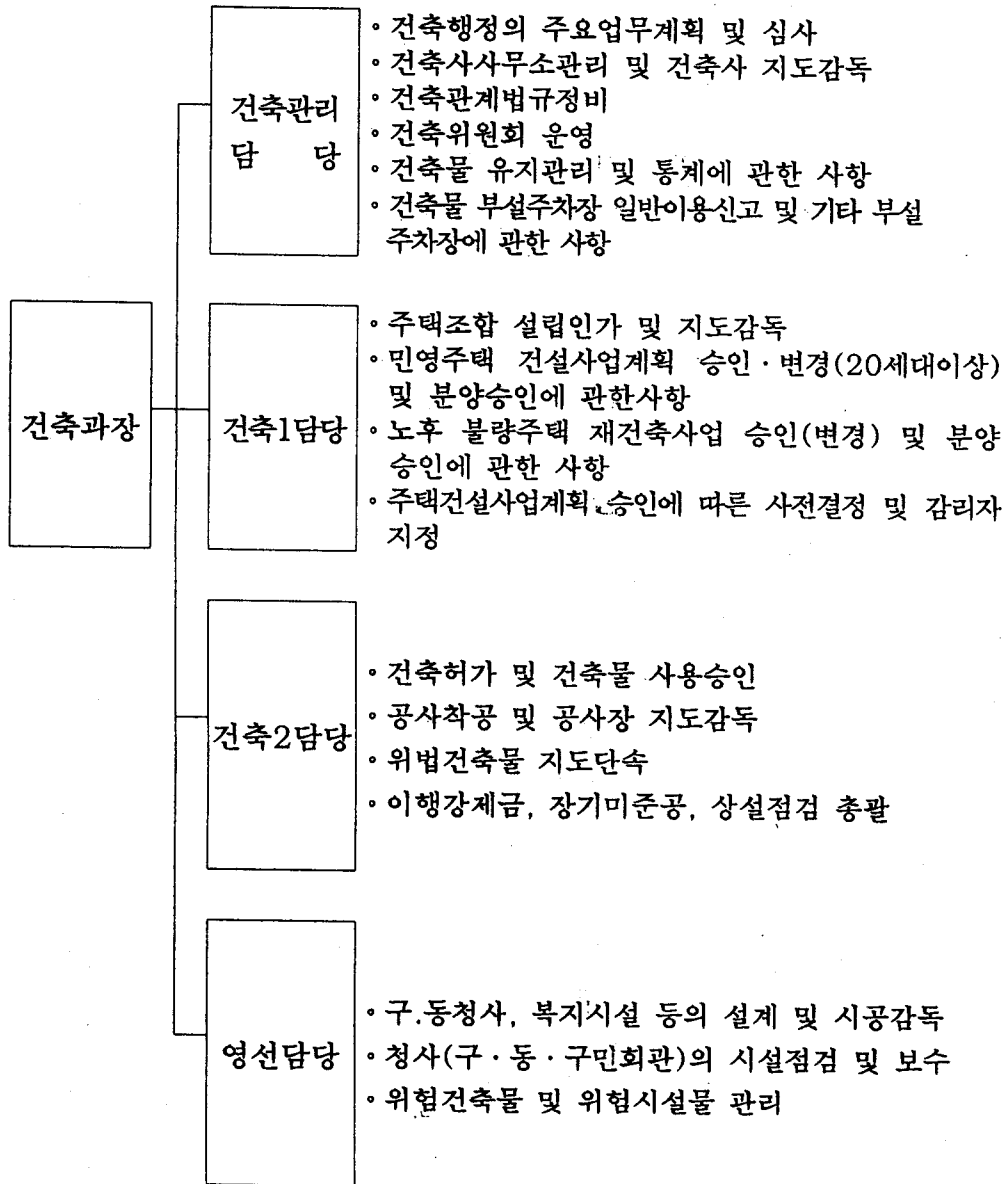 건축과장
건축관리
담 당
◦건축행정의 주요업무계획 및 심사
◦건축사사무소관리 및 건축사 지도감독
◦건축관계법규정비
◦건축위원회 운영
◦건축물 유지관리 및 통계에 관한 사항
◦건축물 부설주차장 일반이용신고 및 기타 부설
주차장에 관한 사항
건축1담당
◦주택조합 설립인가 및 지도감독
◦민영주택 건설사업계획 승인·변경(20세대이상)
및 분양승인에 관한사항
◦노후 불량주택 재건축사업 승인(변경) 및 분양
승인에 관한 사항
◦주택건설사업계획 승인에 따른 사전결정 및 감리자
지정
건축2담당
◦건축허가 및 건축물 사용승인
◦공사착공 및 공사장 지도감독
◦위법건축물 지도단속
◦이행강제금, 장기미준공, 상설점검 총괄
영선담당
◦구.동청사, 복지시설 등의 설계 및 시공감독
◦청사(구·동·구민회관)의 시설점검 및 보수
◦위험건축물 및 위험시설물 관리